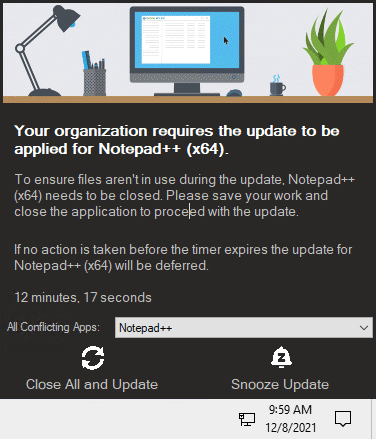 Your organization requires the update to be
applied for Notepad++ (x64).
To ensure files aren't in use during the update, Notepad++
(x64) needs to be closed. Please save your work and
close the application to proceed with the update.
If no action is taken before the timer expires the update for
Notepad++ (x64) will be deferred.
12 minutes, 17 seconds
All Conflicting Apps: Notepad++
Close All and Update Snooze Update
9:59 AM
12/8/2021